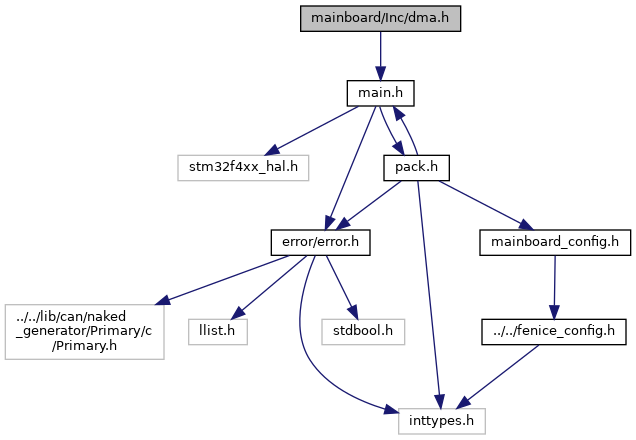 mainboard/Inc/dma.h
main.h
stm32f4xx_hal.h
pack.h
error/error.h
mainboard_config.h
../../lib/can/naked
_generator/Primary/c
/Primary.h
llist.h
stdbool.h
../../fenice_config.h
inttypes.h